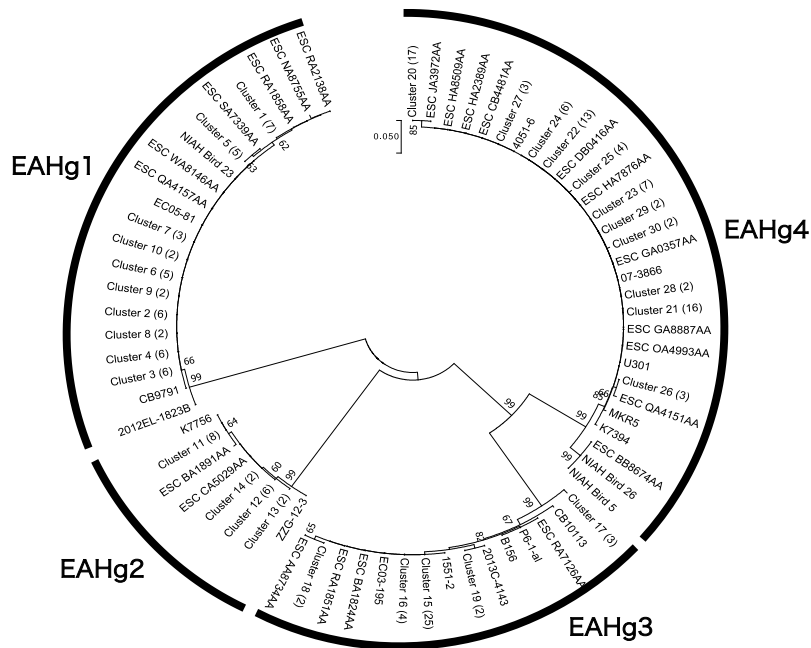 EAHg1
ESC RA2138AA
ESC NA8755AA
ESC RA1858AA
Cluster 1 (7)
ESC SA7339AA
Cluster 5 (5)
NIAH Bird 23
ESC WA8146AA
ESC QA4157AA
EC05-81
Cluster 7 (3)
Cluster 10 (2)
Cluster 6 (5)
Cluster 9 (2)
Cluster 2 (6)
Cluster 8 (2)
Cluster 4 (6)
Cluster 3 (6)
CB9791
2012EL-1823B
62
53
66
99
EAHg2
K7756
Cluster 11 (8)
ESC BA1891AA
ESC CA5029AA
Cluster 14 (2)
Cluster 12 (6)
Cluster 13 (2)
ZZG-12-3
64
60
99
EAHg3
ESC AA8734AA
Cluster 18 (2)
ESC RA1851AA
ESC BA1824AA
EC03-195
Cluster 16 (4)
Cluster 15 (25)
1551-2
Cluster 19 (2)
2013C-4143
B156
P6-1-al
ESC RA7126AA
CB10113
Cluster 17 (3)
59
82
67
99
EAHg4
Cluster 20 (17)
ESC JA3972AA
ESC HA8509AA
ESC HA2389AA
ESC CB4481AA
Cluster 27 (3)
4051-6
Cluster 24 (6)
Cluster 22 (13)
ESC DB0416AA
Cluster 25 (4)
ESC HA7876AA
Cluster 23 (7)
Cluster 29 (2)
Cluster 30 (2)
ESC GA0357AA
07-3866
Cluster 28 (2)
Cluster 21 (16)
ESC GA8887AA
ESC OA4993AA
U301
Cluster 26 (3)
ESC QA4151AA
MKR5
K7394
ESC BB8674AA
NIAH Bird 26
NIAH Bird 5
85
66
99
99
99
0.050